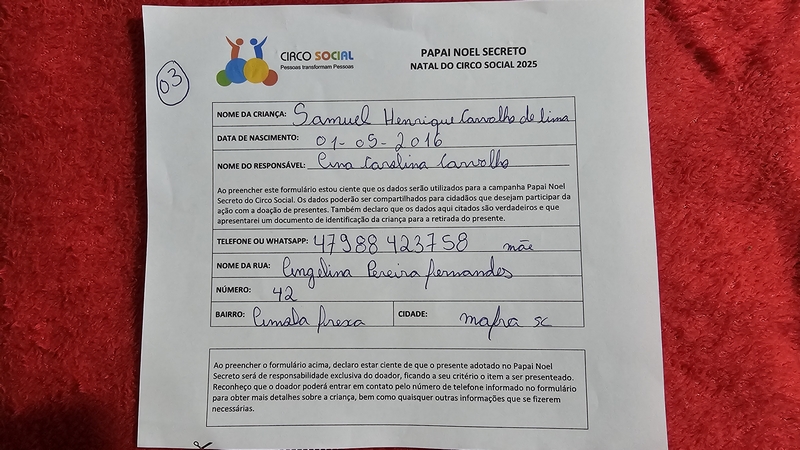 03
CIRCO SOCIAL
Pessoas transformam Pessoas
PAPAI NOEL SECRETO
NATAL DO CIRCO SOCIAL 2025
NOME DA CRIANÇA: Samuel Henrique Carvalho de lima
DATA DE NASCIMENTO: 01-09-2016
NOME DO RESPONSÁVEL: Ana Carolina Carvalho
Ao preencher este formulário estou ciente que os dados serão utilizados para a campanha Papai Noel
Secreto do Circo Social. Os dados poderão ser compartilhados para cidadãos que desejam participar da
ação com a doação de presentes. Também declaro que os dados aqui citados são verdadeiros e que
apresentarei um documento de identificação da criança para a retirada do presente.
TELEFONE OU WHATSAPP: 47988423758 mãe
NOME DA RUA: Angelina Pereira fernandes
NÚMERO: 42
BAIRRO: CIDADE: mafra sc
Ao preencher o formulário acima, declaro estar ciente de que o presente adotado no Papai Noel
Secreto será de responsabilidade exclusiva do doador, ficando a seu critério o item a ser presenteado.
Reconheço que o doador poderá entrar em contato pelo número de telefone informado no formulário
para obter mais detalhes sobre a criança, bem como quaisquer outras informações que se fizerem
necessárias.